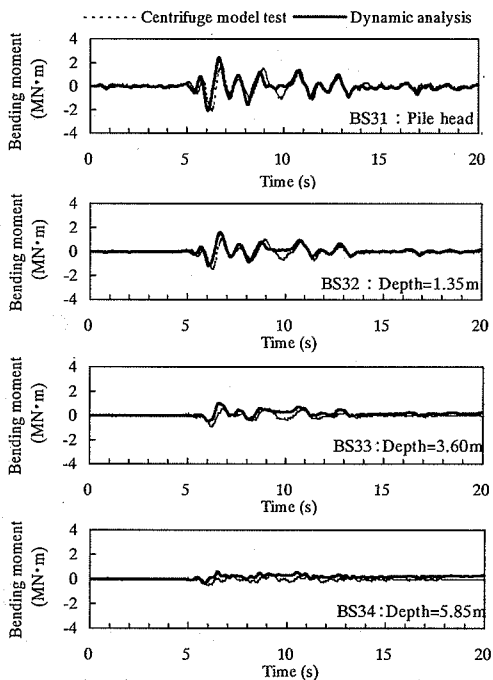 Centrifuge model test Dynamic analysis
Bending moment
(MN・m)
4
2
0
-2
-4
BS31 : Pile head
0 5 10 15 20
Time (s)
Bending moment
(MN・m)
4
2
0
-2
-4
BS32 : Depth=1.35m
0 5 10 15 20
Time (s)
Bending moment
(MN・m)
4
2
0
-2
-4
BS33 : Depth=3.60m
0 5 10 15 20
Time (s)
Bending moment
(MN・m)
4
2
0
-2
-4
BS34 : Depth=5.85m
0 5 10 15 20
Time (s)